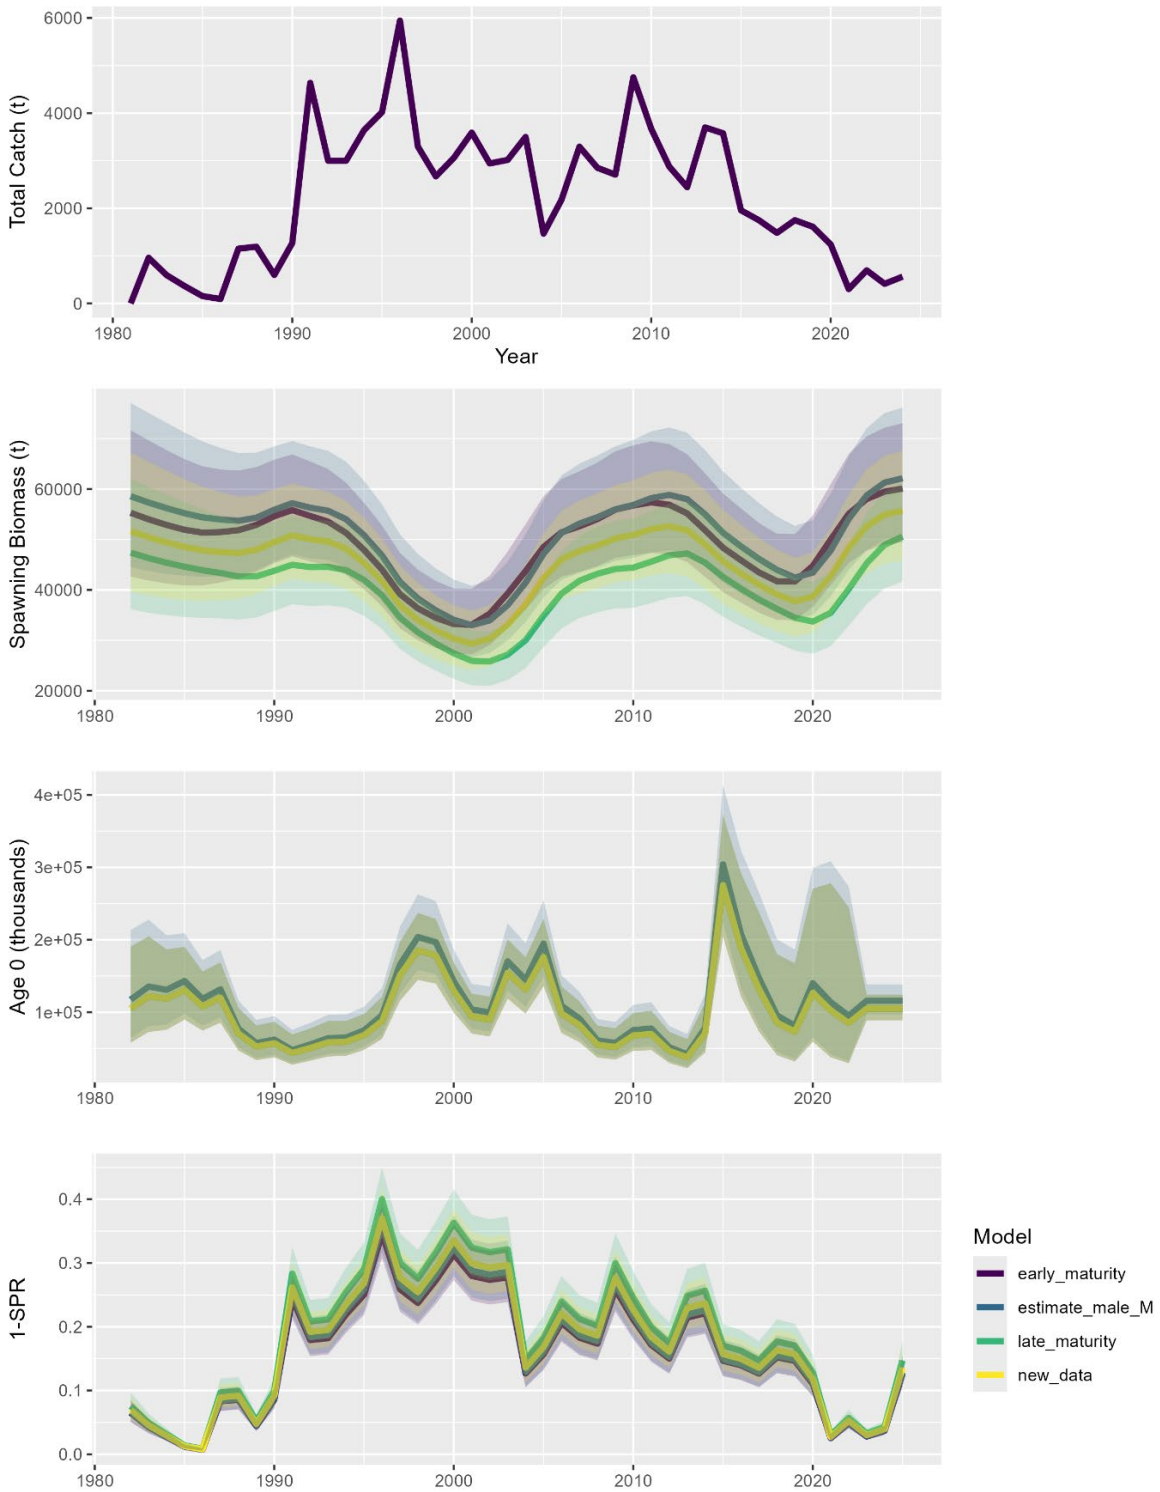 Total Catch (t)
6000
4000
2000
0
1980
1990
2000
2010
2020
Year
Spawning Biomass (t)
60000
40000
20000
1980
1990
2000
2010
2020
Age 0 (thousands)
4e+05
3e+05
2e+05
1e+05
1980
1990
2000
2010
2020
1-SPR
0.4
0.3
0.2
0.1
0.0
1980
1990
2000
2010
2020
Model
early_maturity
estimate_male_M
late_maturity
new_data